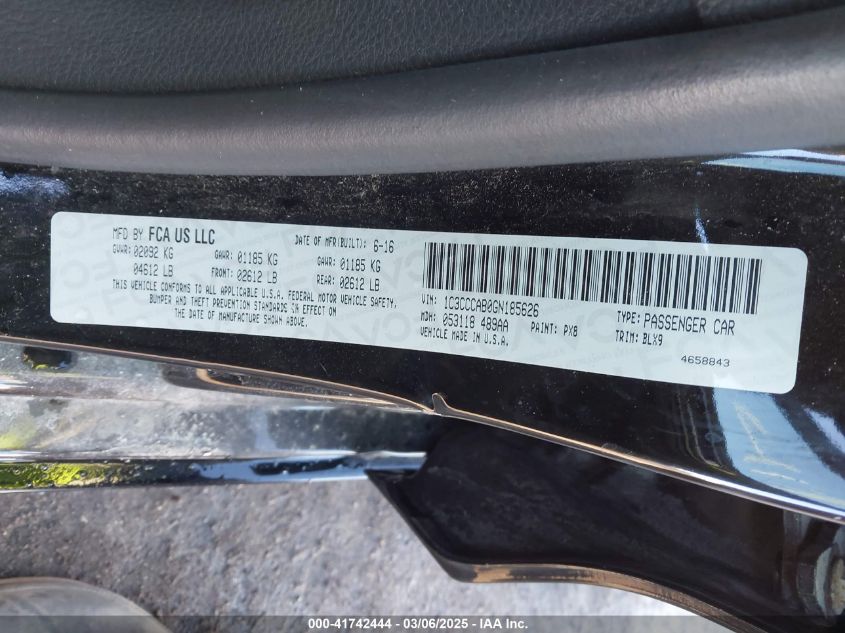 MFD BY FCA US LLC DATE OF MFR(BUILT): 6-16
GVWR: 02092 KG GAWR: 01185 KG GAWR: 01185 KG
04612 LB FRONT: 02612 LB REAR: 02612 LB
THIS VEHICLE CONFORMS TO ALL APPLICABLE U.S.A. FEDERAL MOTOR VEHICLE SAFETY,
BUMPER AND THEFT PREVENTION STANDARDS IN EFFECT ON
THE DATE OF MANUFACTURE SHOWN ABOVE.
VIN: 1C3CCCAB0GN185626 TYPE: PASSENGER CAR
MDH: 053118 489AA PAINT: PX8 TRIM: BLX9
VEHICLE MADE IN U.S.A.
4658843
000-41742444 - 03/06/2025 - IAA Inc.